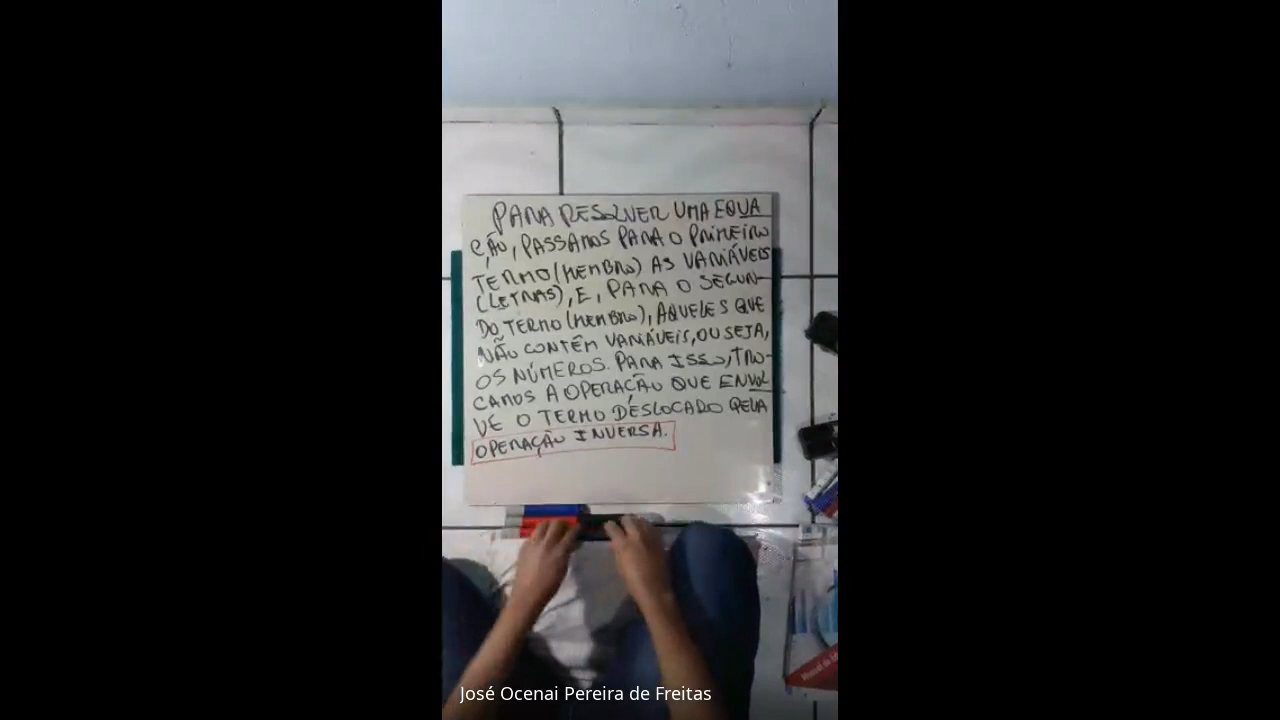 PARA RESOLVER UMA EQUA
ÇÃO, PASSAMOS PARA O PRIMEIRO
TERMO (MEMBRO) AS VARIÁVEIS
(LETRAS), E, PARA O SEGUN-
DO TERMO (MEMBRO), AQUELES QUE
NÃO CONTÊM VARIÁVEIS, OU SEJA,
OS NÚMEROS. PARA ISSO, TRO-
CAMOS A OPERAÇÃO QUE ENVOL
VE O TERMO DESLOCADO PELA
OPERAÇÃO INVERSA.
José Ocenai Pereira de Freitas